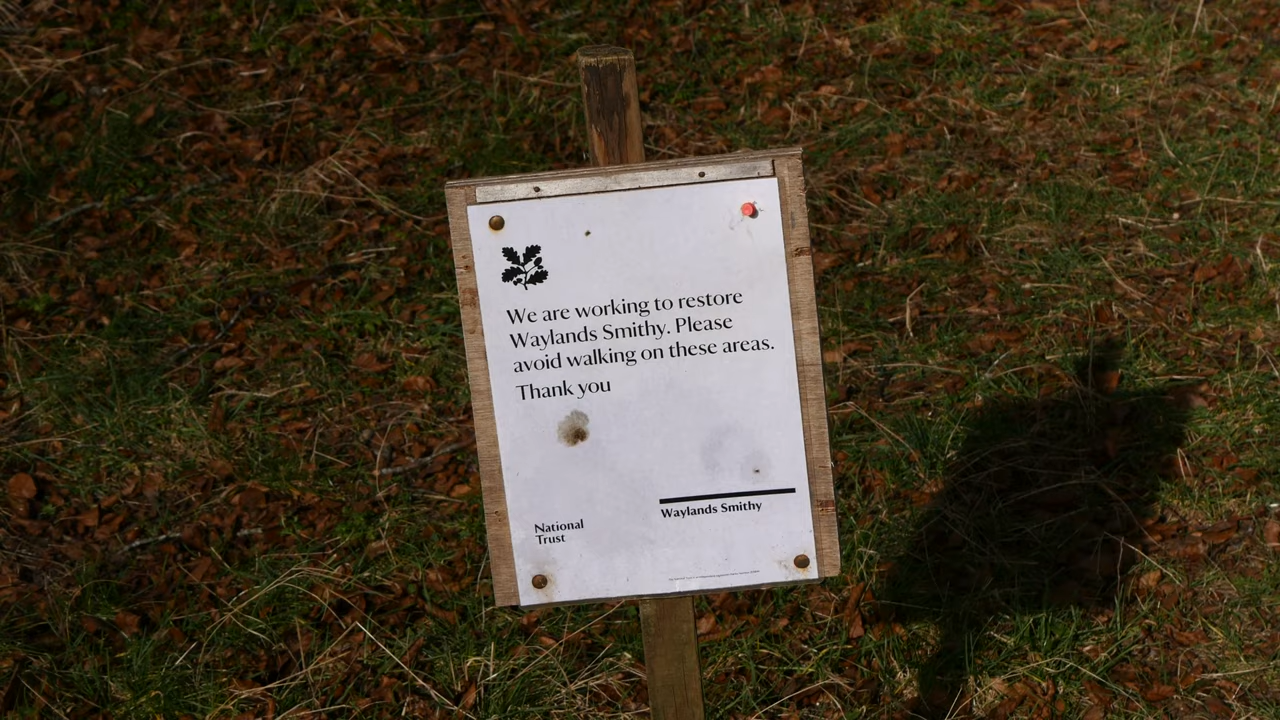 We are working to restore
Waylands Smithy. Please
avoid walking on these areas.
Thank you
Waylands Smithy
National
Trust